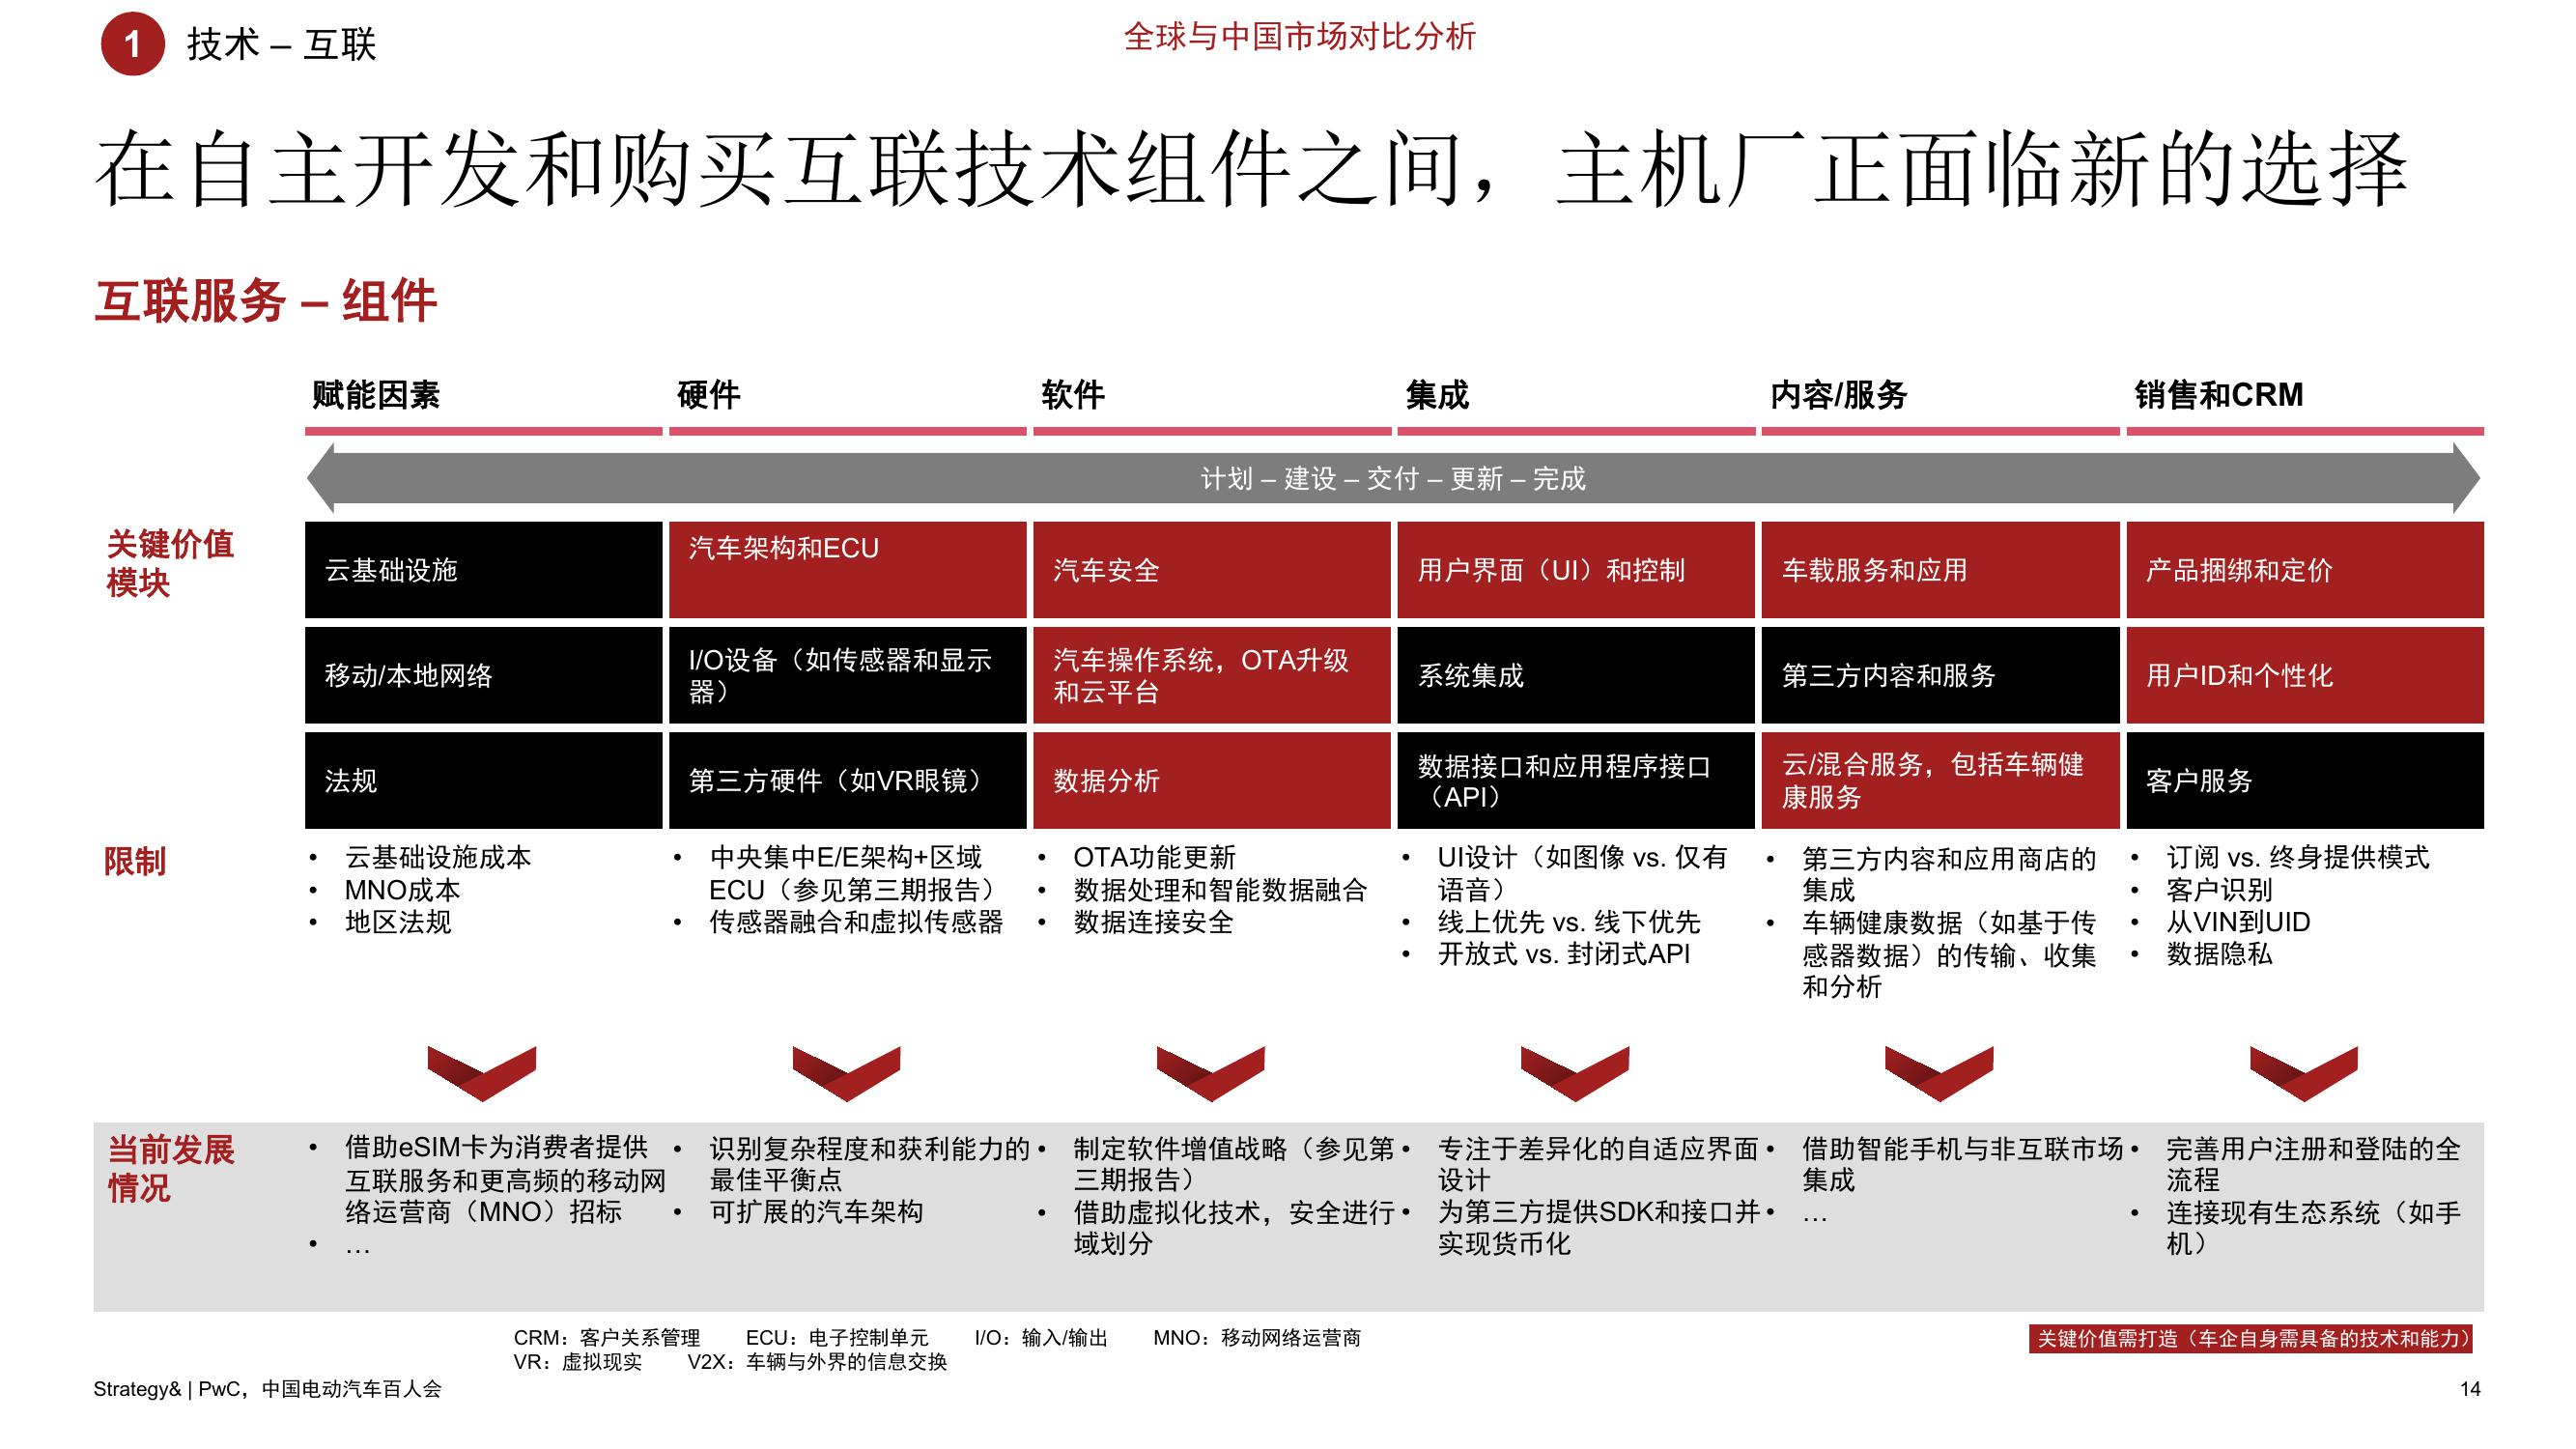 1
技术 – 互联
全球与中国市场对比分析
在自主开发和购买互联技术组件之间，主机厂正面临新的选择
互联服务 – 组件
赋能因素
硬件
软件
集成
内容/服务
销售和CRM
计划 – 建设 – 交付 – 更新 – 完成
关键价值
模块
云基础设施
汽车架构和ECU
汽车安全
用户界面（UI）和控制
车载服务和应用
产品捆绑和定价
移动/本地网络
I/O设备（如传感器和显示
器）
汽车操作系统，OTA升级
和云平台
系统集成
第三方内容和服务
用户ID和个性化
法规
第三方硬件（如VR眼镜）
数据分析
数据接口和应用程序接口
（API）
云/混合服务，包括车辆健
康服务
客户服务
限制
• 云基础设施成本
• MNO成本
• 地区法规
• 中央集中E/E架构+区域
ECU（参见第三期报告）
• 传感器融合和虚拟传感器
• OTA功能更新
• 数据处理和智能数据融合
• 数据连接安全
• UI设计（如图像 vs. 仅有
语音）
• 线上优先 vs. 线下优先
• 开放式 vs. 封闭式API
• 第三方内容和应用商店的
集成
• 车辆健康数据（如基于传
感器数据）的传输、收集
和分析
• 订阅 vs. 终身提供模式
• 客户识别
• 从VIN到UID
• 数据隐私
当前发展
情况
• 借助eSIM卡为消费者提供
互联服务和更高频的移动网
络运营商（MNO）招标
• …
• 识别复杂程度和获利能力的
最佳平衡点
• 可扩展的汽车架构
• 制定软件增值战略（参见第
三期报告）
• 借助虚拟化技术，安全进行
域划分
• 专注于差异化的自适应界面
设计
• 为第三方提供SDK和接口并
实现货币化
• 借助智能手机与非互联市场
集成
• …
• 完善用户注册和登陆的全
流程
• 连接现有生态系统（如手
机）
CRM：客户关系管理 ECU：电子控制单元 I/O：输入/输出 MNO：移动网络运营商
VR：虚拟现实 V2X：车辆与外界的信息交换
关键价值需打造（车企自身需具备的技术和能力）
Strategy& | PwC，中国电动汽车百人会
14